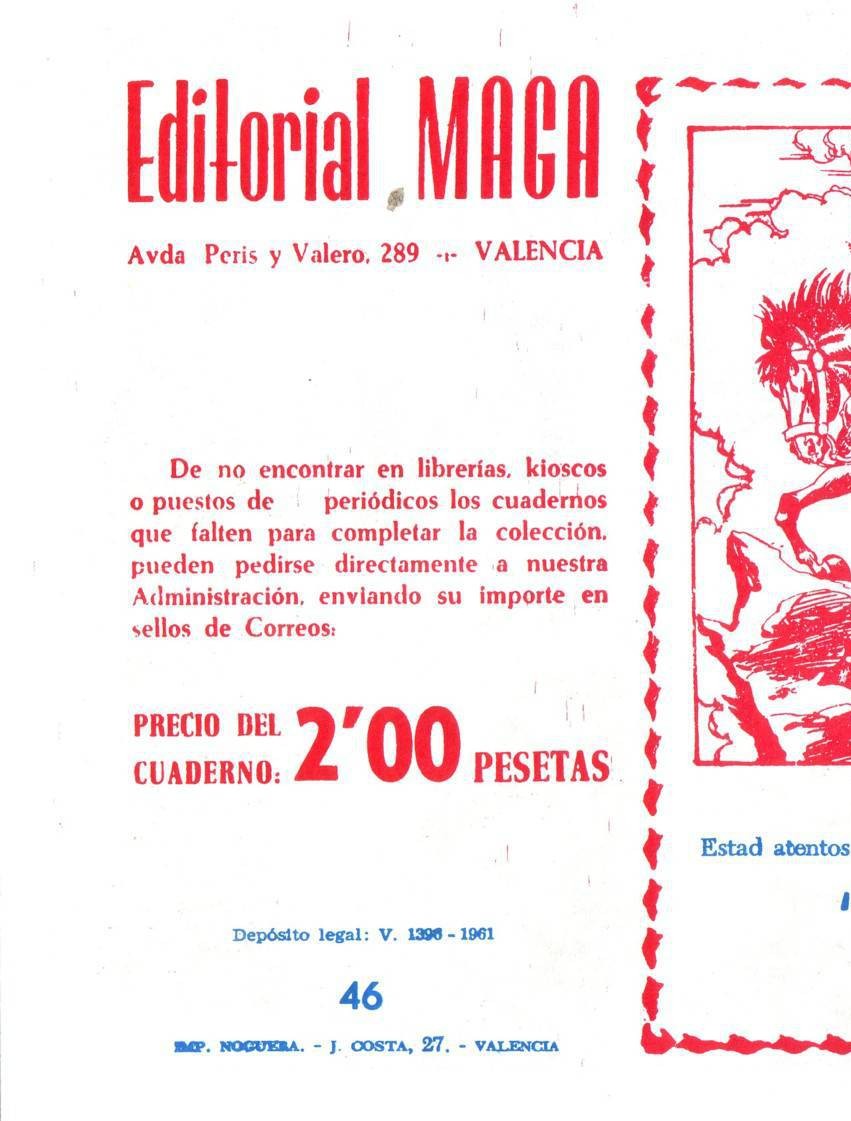 Editorial MAGA
Avda Peris y Valero, 289 -:- VALENCIA
De no encontrar en librerías, kioscos
o puestos de periódicos los cuadernos
que falten para completar la colección,
pueden pedirse directamente a nuestra
Administración, enviando su importe en
sellos de Correos:
PRECIO DEL
CUADERNO: 2'00 PESETAS
Estad atentos
Depósito legal: V. 1396 - 1961
46
IMP. NOGUERA. - J. COSTA, 27. - VALENCIA